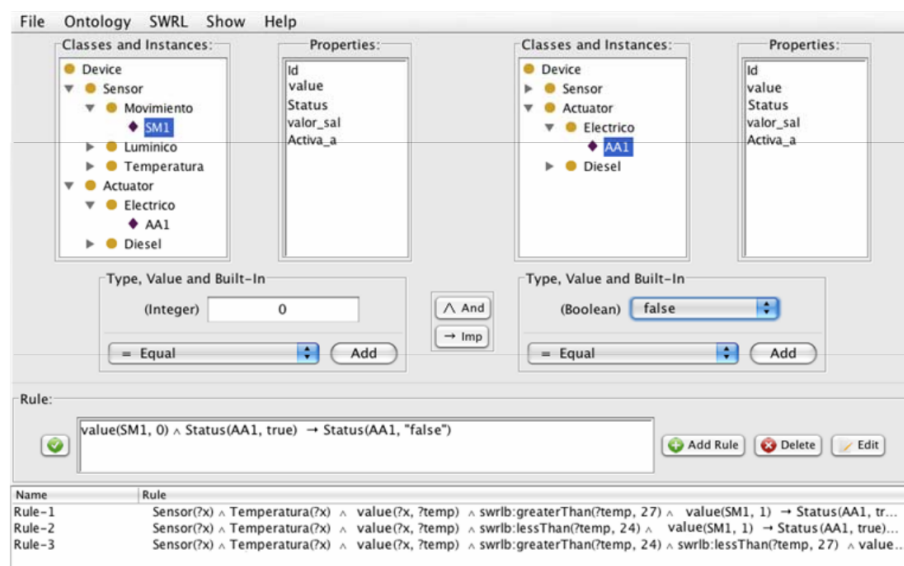 File Ontology SWRL Show Help
Classes and Instances:
Device
Sensor
Movimiento
SM1
Luminico
Temperatura
Actuator
Electrico
AA1
Diesel
Properties:
Id
value
Status
valor_sal
Activa_a
Classes and Instances:
Device
Sensor
Actuator
Electrico
AA1
Diesel
Properties:
Id
value
Status
valor_sal
Activa_a
Type, Value and Built-In
(Integer) 0
= Equal Add
∧ And
→ Imp
Type, Value and Built-In
(Boolean) false
= Equal Add
Rule:
value(SM1, 0) ∧ Status(AA1, true) → Status(AA1, "false")
Add Rule Delete Edit
Name Rule
Rule-1 Sensor(?x) ∧ Temperatura(?x) ∧ value(?x, ?temp) ∧ swrlb:greaterThan(?temp, 27) ∧ value(SM1, 1) → Status(AA1, tr...
Rule-2 Sensor(?x) ∧ Temperatura(?x) ∧ value(?x, ?temp) ∧ swrlb:lessThan(?temp, 24) ∧ value(SM1, 1) → Status(AA1, true)...
Rule-3 Sensor(?x) ∧ Temperatura(?x) ∧ value(?x, ?temp) ∧ swrlb:greaterThan(?temp, 24) ∧ swrlb:lessThan(?temp, 27) ∧ value...